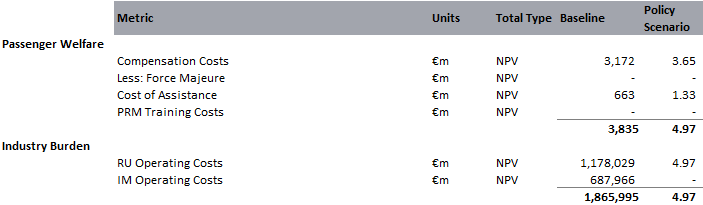 Metric Units Total Type Baseline Policy Scenario
Passenger Welfare
Compensation Costs €m NPV 3,172 3.65
Less: Force Majeure €m NPV - -
Cost of Assistance €m NPV 663 1.33
PRM Training Costs €m NPV - -
3,835 4.97
Industry Burden
RU Operating Costs €m NPV 1,178,029 4.97
IM Operating Costs €m NPV 687,966 -
1,865,995 4.97